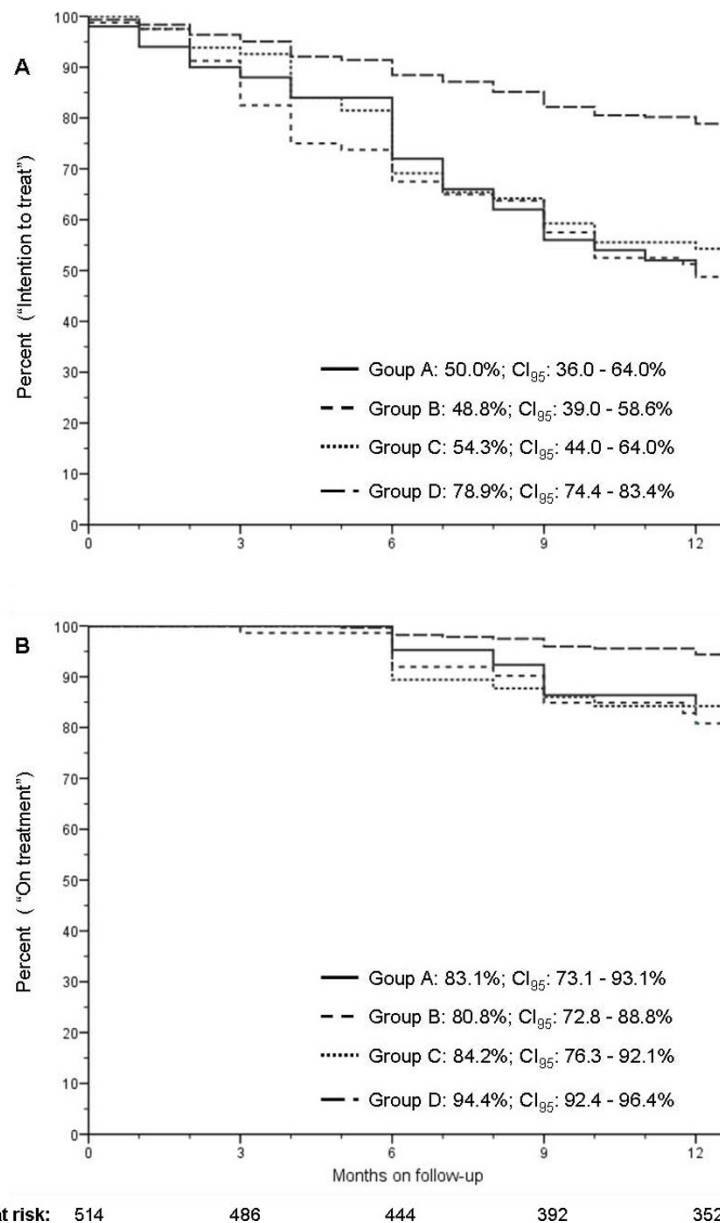 A
Percent ("Intention to treat")
100
90
80
70
60
50
40
30
20
10
0
Goup A: 50.0%; CI95: 36.0 - 64.0%
Group B: 48.8%; CI95: 39.0 - 58.6%
Group C: 54.3%; CI95: 44.0 - 64.0%
Group D: 78.9%; CI95: 74.4 - 83.4%
0 3 6 9 12
B
Percent ( "On treatment")
100
90
80
70
60
50
40
30
20
10
0
Goup A: 83.1%; CI95: 73.1 - 93.1%
Group B: 80.8%; CI95: 72.8 - 88.8%
Group C: 84.2%; CI95: 76.3 - 92.1%
Group D: 94.4%; CI95: 92.4 - 96.4%
0 3 6 9 12
Months on follow-up
at risk: 514 486 444 392 352